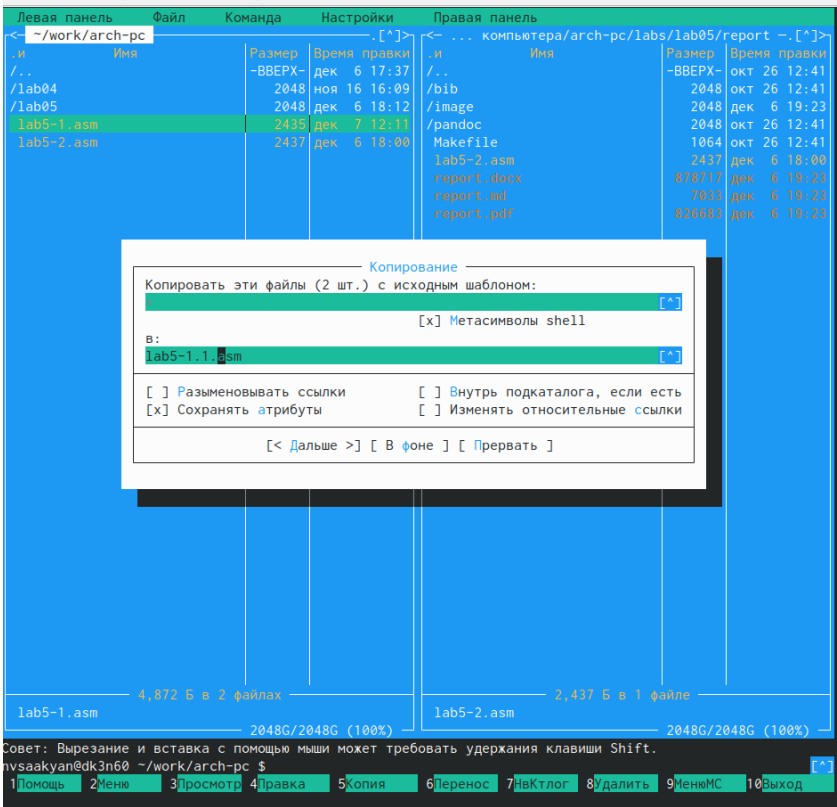 Левая панель Файл Команда Настройки Правая панель
<─ ~/work/arch-pc ─.[^]>
<─ ... компьютера/arch-pc/labs/lab05/report ─.[^]>
.и Имя Размер Время правки
.и Имя Размер Время правки
/.. -ВВЕРХ- дек 6 17:37
/.. -ВВЕРХ- окт 26 12:41
/lab04 2048 ноя 16 16:09
/bib 2048 окт 26 12:41
/lab05 2048 дек 6 18:12
/image 2048 дек 6 19:23
lab5-1.asm 2435 дек 7 12:11
/pandoc 2048 окт 26 12:41
lab5-2.asm 2437 дек 6 18:00
Makefile 1064 окт 26 12:41
lab5-2.asm 2437 дек 6 18:00
report.docx 878717 дек 6 19:23
report.md 7033 дек 6 19:23
report.pdf 826683 дек 6 19:23
Копирование
Копировать эти файлы (2 шт.) с исходным шаблоном:
[^]
[x] Метасимволы shell
в:
lab5-1.1.asm [^]
[ ] Разыменовывать ссылки [ ] Внутрь подкаталога, если есть
[x] Сохранять атрибуты [ ] Изменять относительные ссылки
[< Дальше >] [ В фоне ] [ Прервать ]
4,872 Б в 2 файлах
2,437 Б в 1 файле
lab5-1.asm
lab5-2.asm
2048G/2048G (100%)
2048G/2048G (100%)
Совет: Вырезание и вставка с помощью мыши может требовать удержания клавиши Shift.
nvsaakyan@dk3n60 ~/work/arch-pc $ [^]
1Помощь 2Меню 3Просмотр 4Правка 5Копия 6Перенос 7НвКтлог 8Удалить 9МенюМС 10Выход